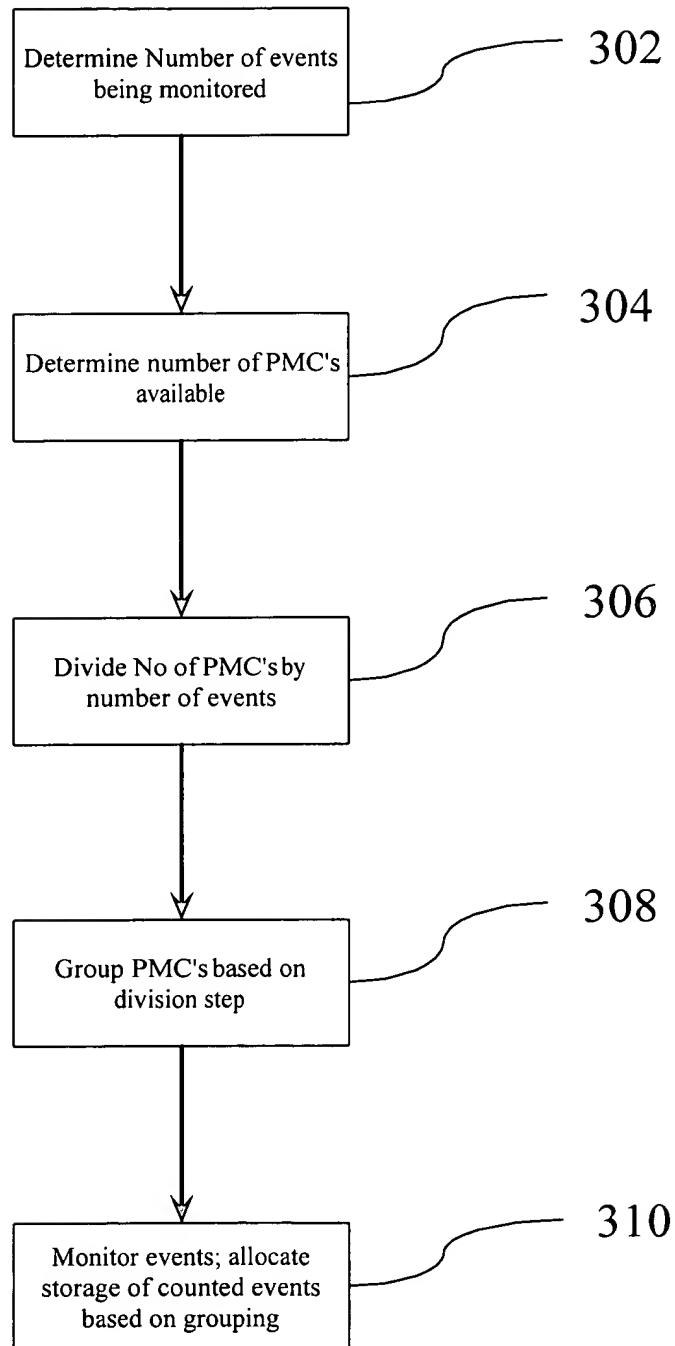 Determine Number of events
being monitored
302
Determine number of PMC's
available
304
Divide No of PMC's by
number of events
306
Group PMC's based on
division step
308
Monitor events; allocate
storage of counted events
based on grouping
310